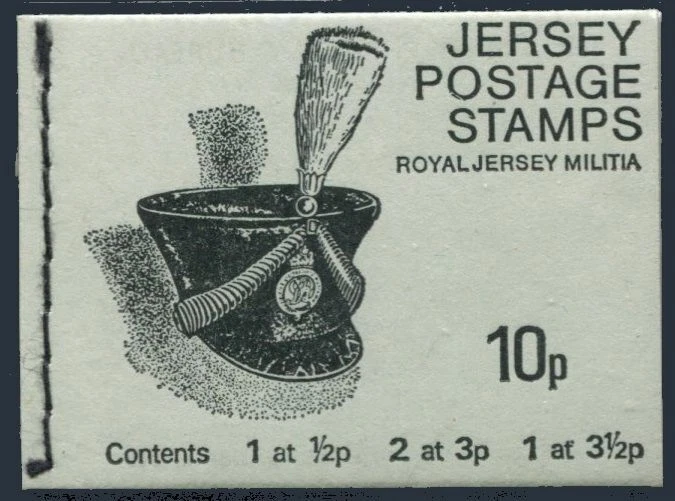 JERSEY
POSTAGE
STAMPS
ROYAL JERSEY MILITIA
10p
Contents 1 at ½p 2 at 3p 1 at 3½p